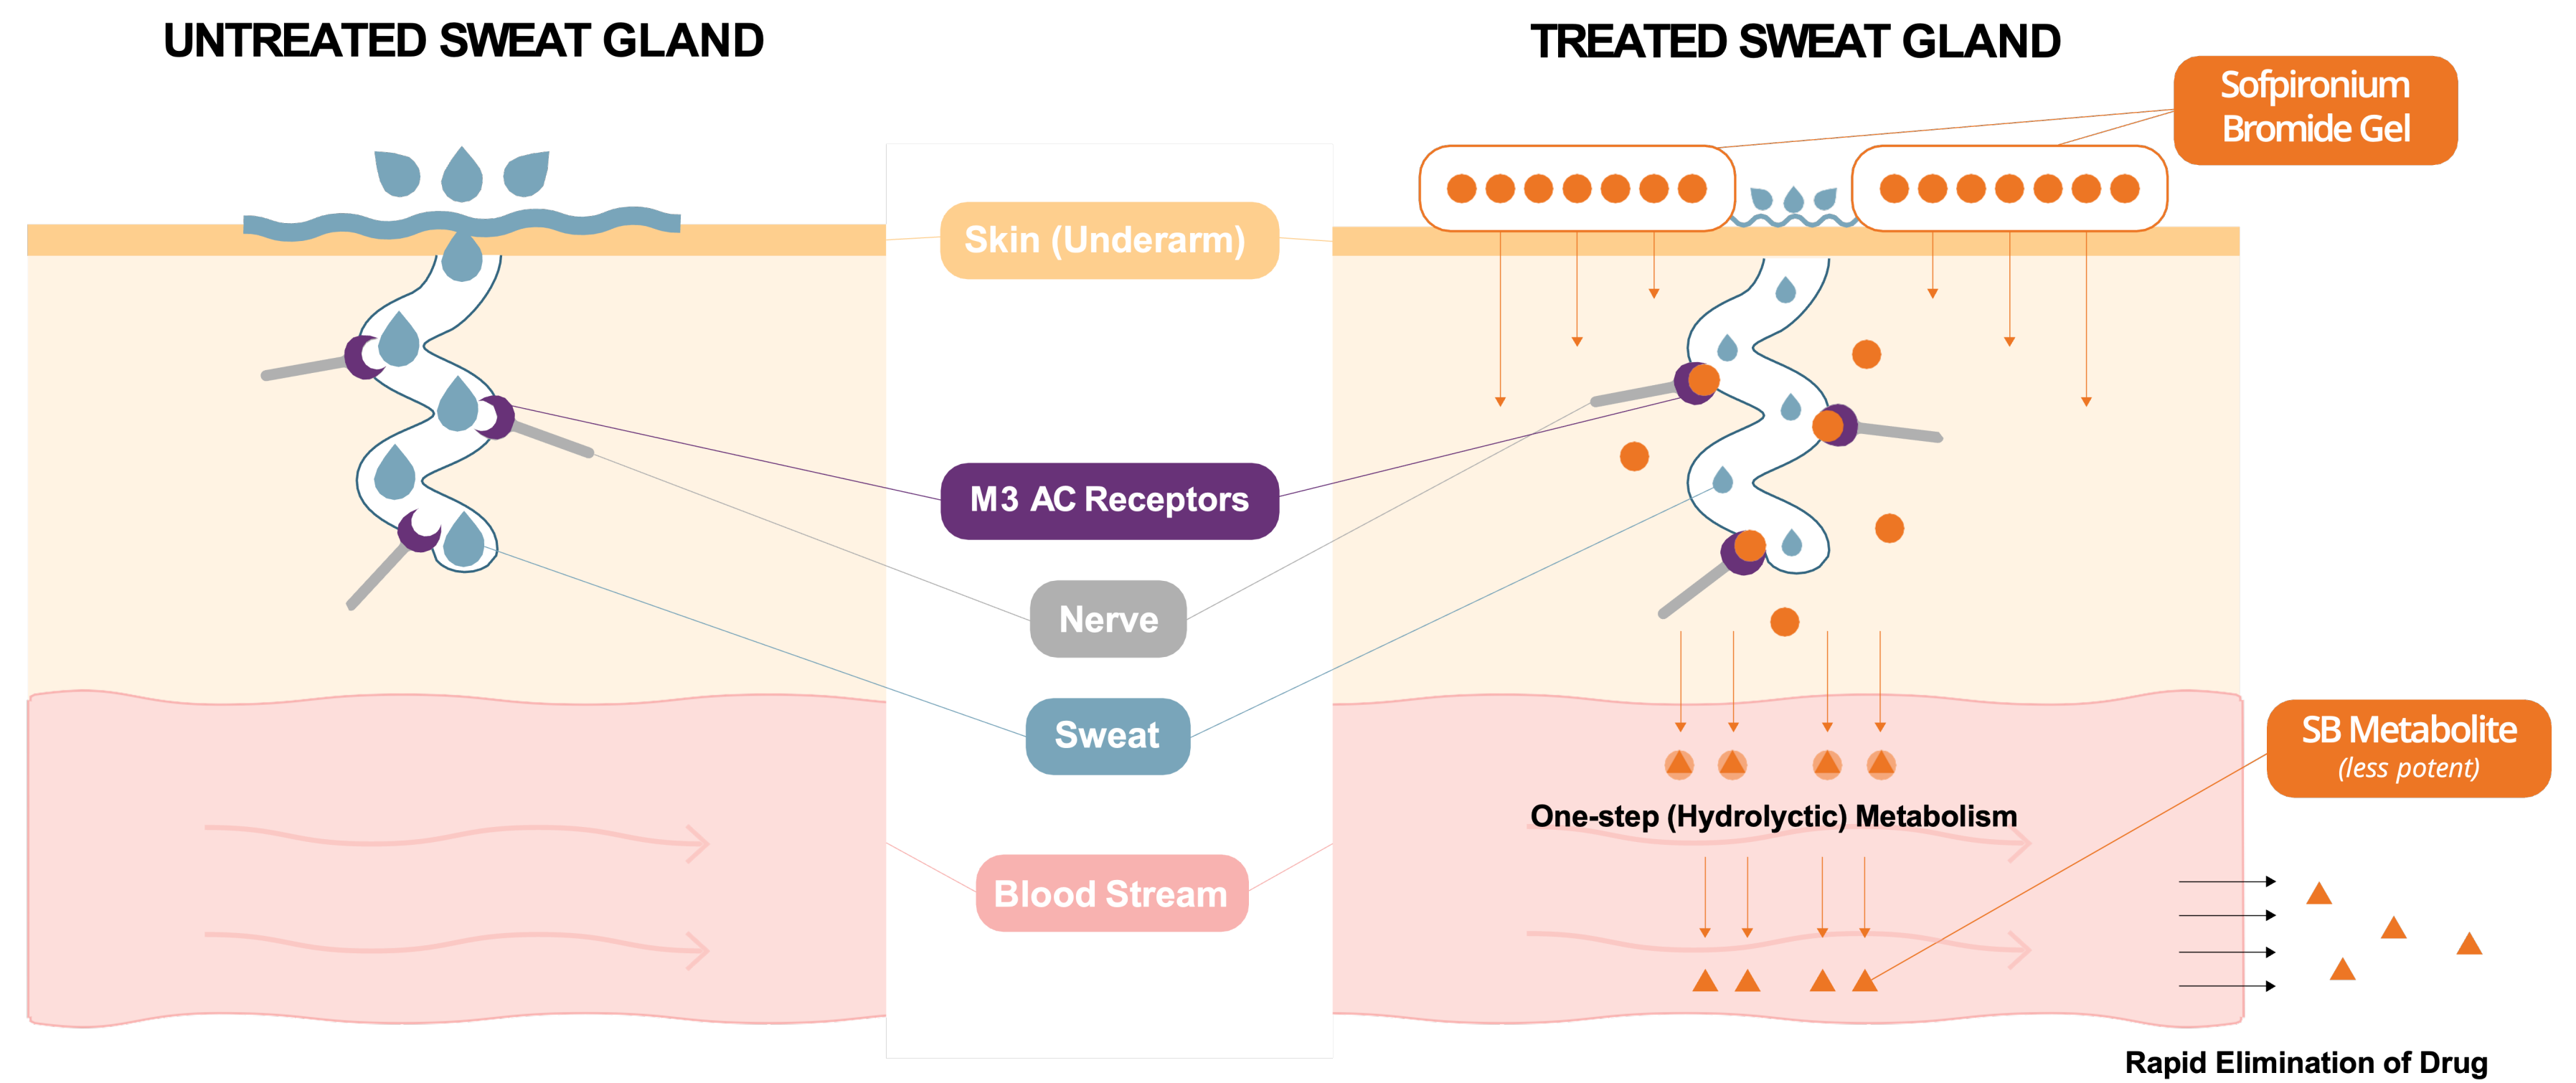 UNTREATED SWEAT GLAND
TREATED SWEAT GLAND
Sofpironium
Bromide Gel
Skin (Underarm)
M3 AC Receptors
Nerve
Sweat
Blood Stream
SB Metabolite
(less potent)
One-step (Hydrolyctic) Metabolism
Rapid Elimination of Drug